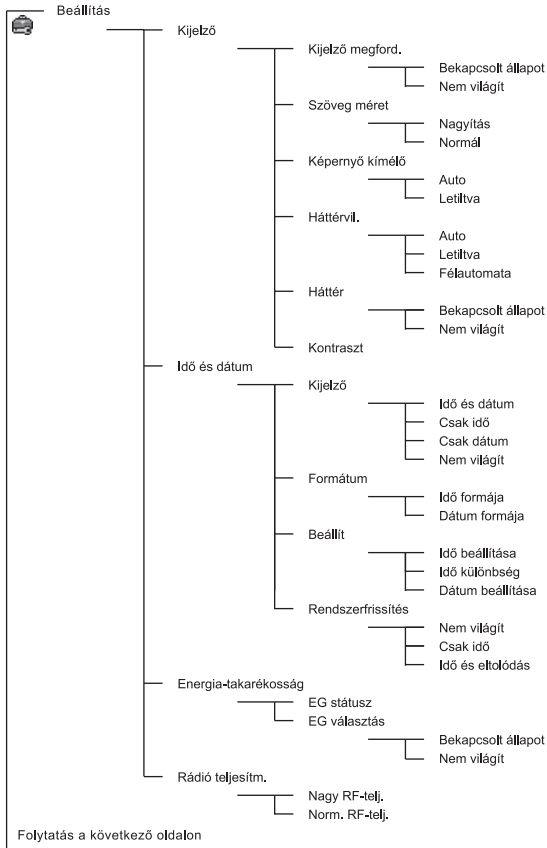 Beállítás
Kijelző
Kijelző megford.
Bekapcsolt állapot
Nem világít
Szöveg méret
Nagyítás
Normál
Képernyő kímélő
Auto
Letiltva
Háttérvil.
Auto
Letiltva
Félautomata
Háttér
Bekapcsolt állapot
Nem világít
Kontraszt
Idő és dátum
Kijelző
Idő és dátum
Csak idő
Csak dátum
Nem világít
Formátum
Idő formája
Dátum formája
Beállít
Idő beállítása
Idő különbség
Dátum beállítása
Rendszerfrissítés
Nem világít
Csak idő
Idő és eltolódás
Energia-takarékosság
EG státusz
EG választás
Bekapcsolt állapot
Nem világít
Rádió teljesítm.
Nagy RF-telj.
Norm. RF-telj.
Folytatás a következő oldalon